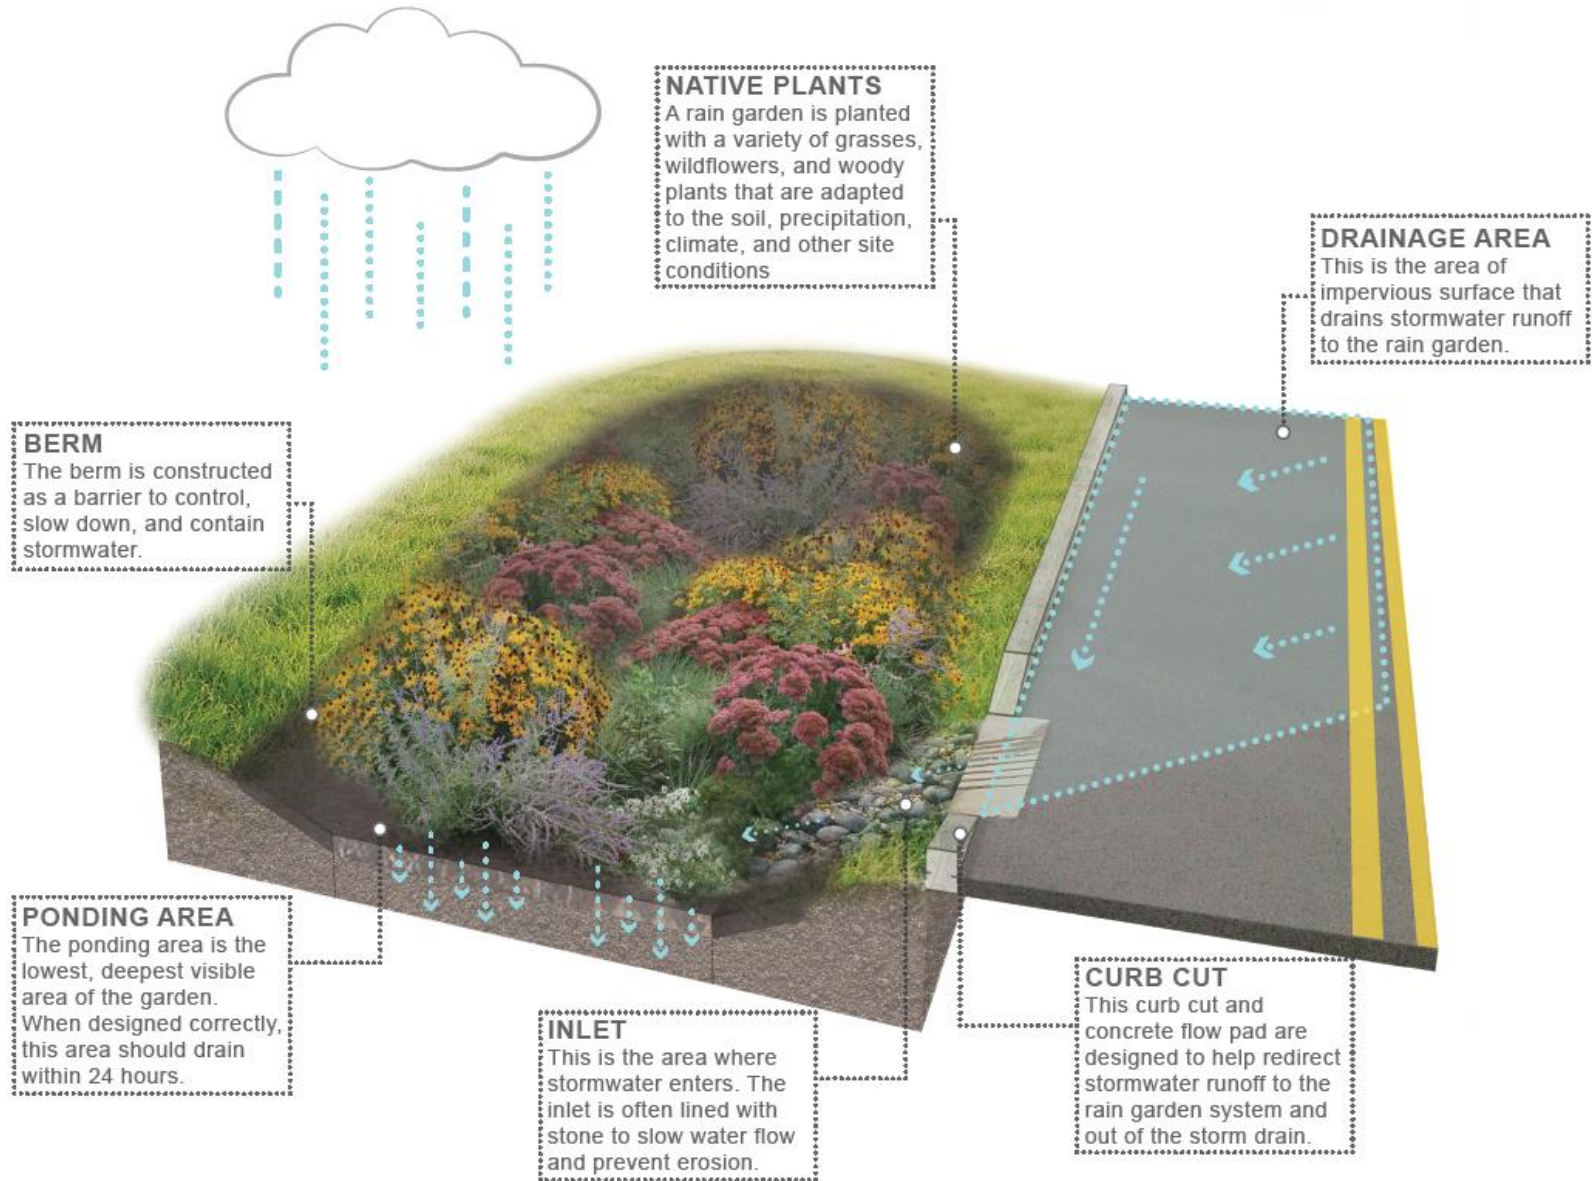 NATIVE PLANTS
A rain garden is planted
with a variety of grasses,
wildflowers, and woody
plants that are adapted
to the soil, precipitation,
climate, and other site
conditions
DRAINAGE AREA
This is the area of
impervious surface that
drains stormwater runoff
to the rain garden.
BERM
The berm is constructed
as a barrier to control,
slow down, and contain
stormwater.
PONDING AREA
The ponding area is the
lowest, deepest visible
area of the garden.
When designed correctly,
this area should drain
within 24 hours.
INLET
This is the area where
stormwater enters. The
inlet is often lined with
stone to slow water flow
and prevent erosion.
CURB CUT
This curb cut and
concrete flow pad are
designed to help redirect
stormwater runoff to the
rain garden system and
out of the storm drain.